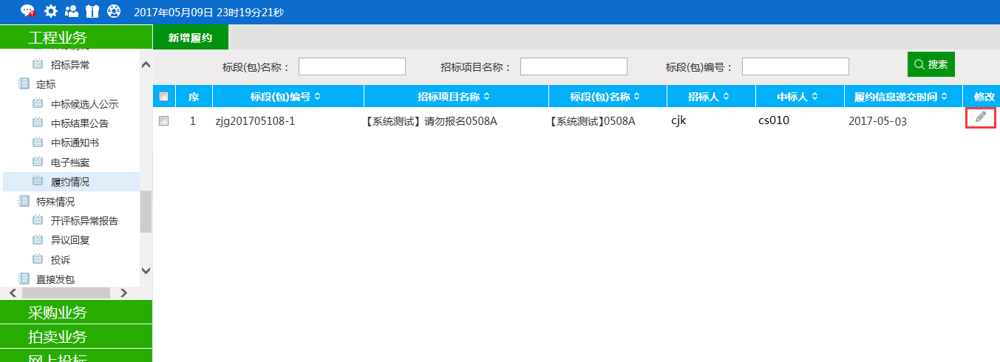 2017年05月09日 23时19分21秒
工程业务
招标异常
定标
中标候选人公示
中标结果公告
中标通知书
电子档案
履约情况
特殊情况
开评标异常报告
异议回复
投诉
直接发包
采购业务
拍卖业务
网上投标
新增履约
标段(包)名称： 招标项目名称： 标段(包)编号： 搜索
序 标段(包)编号 招标项目名称 标段(包)名称 招标人 中标人 履约信息递交时间 修改
1 zjg201705108-1 【系统测试】请勿报名0508A 【系统测试】0508A cjk cs010 2017-05-03